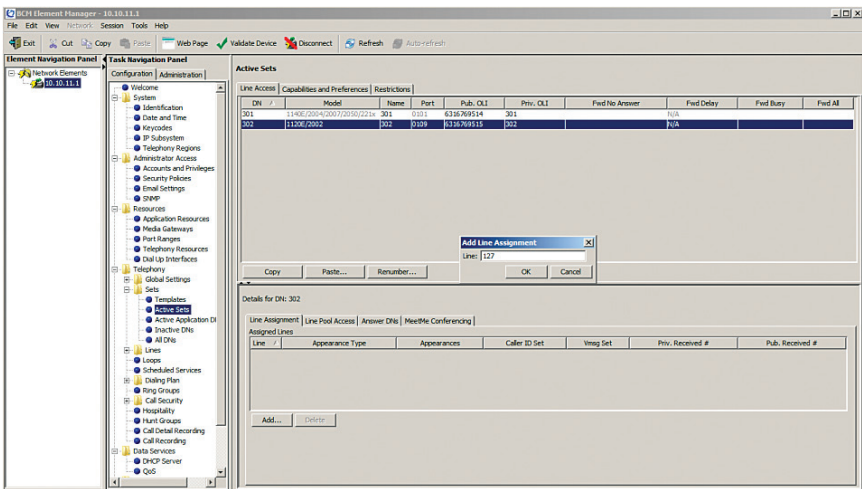 BCM Element Manager - 10.10.11.1
File Edit View Network Session Tools Help
Exit Cut Copy Paste Web Page Validate Device Disconnect Refresh Auto-refresh
Element Navigation Panel
Network Elements
10.10.11.1
Task Navigation Panel
Configuration Administration
Welcome
System
Identification
Date and Time
Keycodes
IP Subsystem
Telephony Regions
Administrator Access
Accounts and Privileges
Security Policies
Email Settings
SNMP
Resources
Application Resources
Media Gateways
Port Ranges
Telephony Resources
Dial Up Interfaces
Telephony
Global Settings
Sets
Templates
Active Sets
Active Application D
Inactive DNs
All DNs
Lines
Loops
Scheduled Services
Dialing Plan
Ring Groups
Call Security
Hospitality
Hunt Groups
Call Detail Recording
Call Recording
Data Services
DHCP Server
QoS
Active Sets
Line Access Capabilities and Preferences Restrictions
DN Model Name Port Pub. OLI Priv. OLI Fwd No Answer Fwd Delay Fwd Busy Fwd All
301 1140E/2004/2007/2050/221x 301 0101 6316769514 301 N/A
302 1120E/2002 302 0109 6316769515 302 N/A
Add Line Assignment
Line: 127
OK Cancel
Copy Paste... Renumber...
Details for DN: 302
Line Assignment Line Pool Access Answer DNs MeetMe Conferencing
Assigned Lines
Line Appearance Type Appearances Caller ID Set Vmsg Set Priv. Received # Pub. Received #
Add... Delete